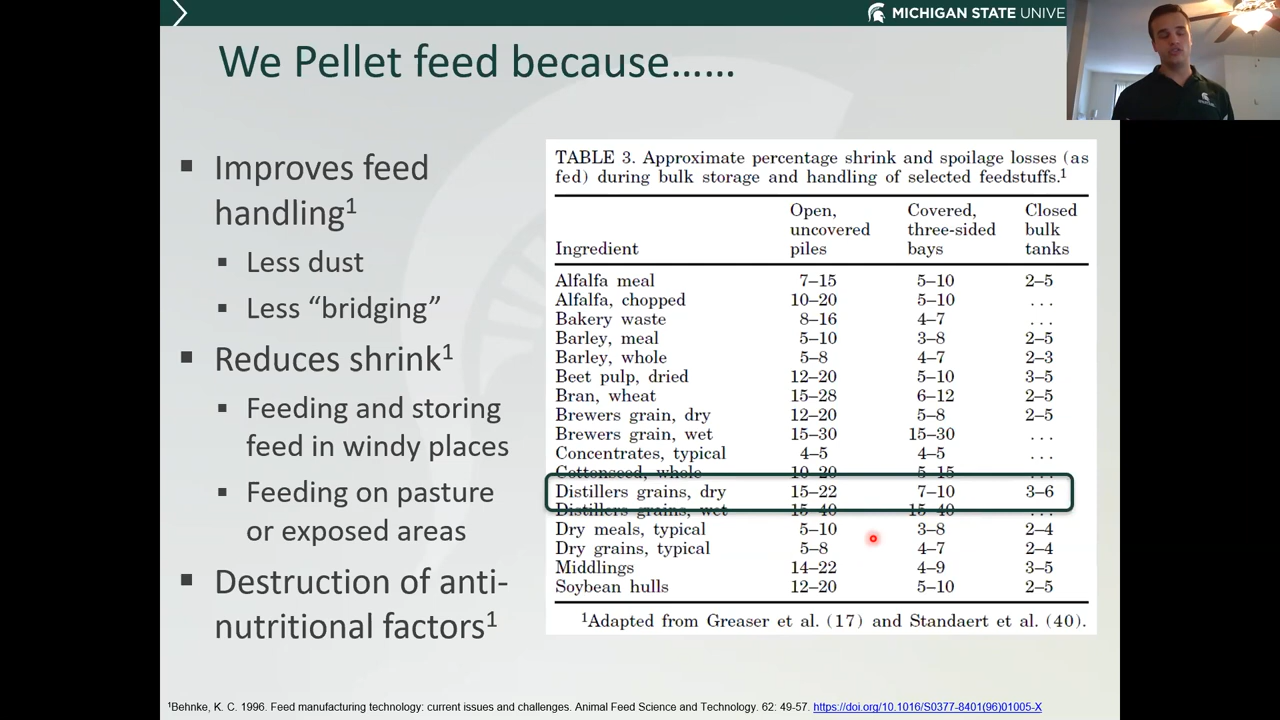 MICHIGAN STATE UNIVE
We Pellet feed because……
▪ Improves feed
handling¹
▪ Less dust
▪ Less “bridging”
▪ Reduces shrink¹
▪ Feeding and storing
feed in windy places
▪ Feeding on pasture
or exposed areas
▪ Destruction of anti-
nutritional factors¹
TABLE 3. Approximate percentage shrink and spoilage losses (as
fed) during bulk storage and handling of selected feedstuffs.¹
Open, Covered, Closed
uncovered three-sided bulk
Ingredient piles bays tanks
Alfalfa meal 7–15 5–10 2–5
Alfalfa, chopped 10–20 5–10 ...
Bakery waste 8–16 4–7 ...
Barley, meal 5–10 3–8 2–5
Barley, whole 5–8 4–7 2–3
Beet pulp, dried 12–20 5–10 3–5
Bran, wheat 15–28 6–12 2–5
Brewers grain, dry 12–20 5–8 2–5
Brewers grain, wet 15–30 15–30 ...
Concentrates, typical 4–5 4–5 ...
Cottonseed, whole 10–20 5–15 ...
Distillers grains, dry 15–22 7–10 3–6
Distillers grains, wet 15–40 15–40 ...
Dry meals, typical 5–10 3–8 2–4
Dry grains, typical 5–8 4–7 2–4
Middlings 14–22 4–9 3–5
Soybean hulls 12–20 5–10 2–5
¹Adapted from Greaser et al. (17) and Standaert et al. (40).
¹Behnke, K. C. 1996. Feed manufacturing technology: current issues and challenges. Animal Feed Science and Technology. 62: 49-57. https://doi.org/10.1016/S0377-8401(96)01005-X